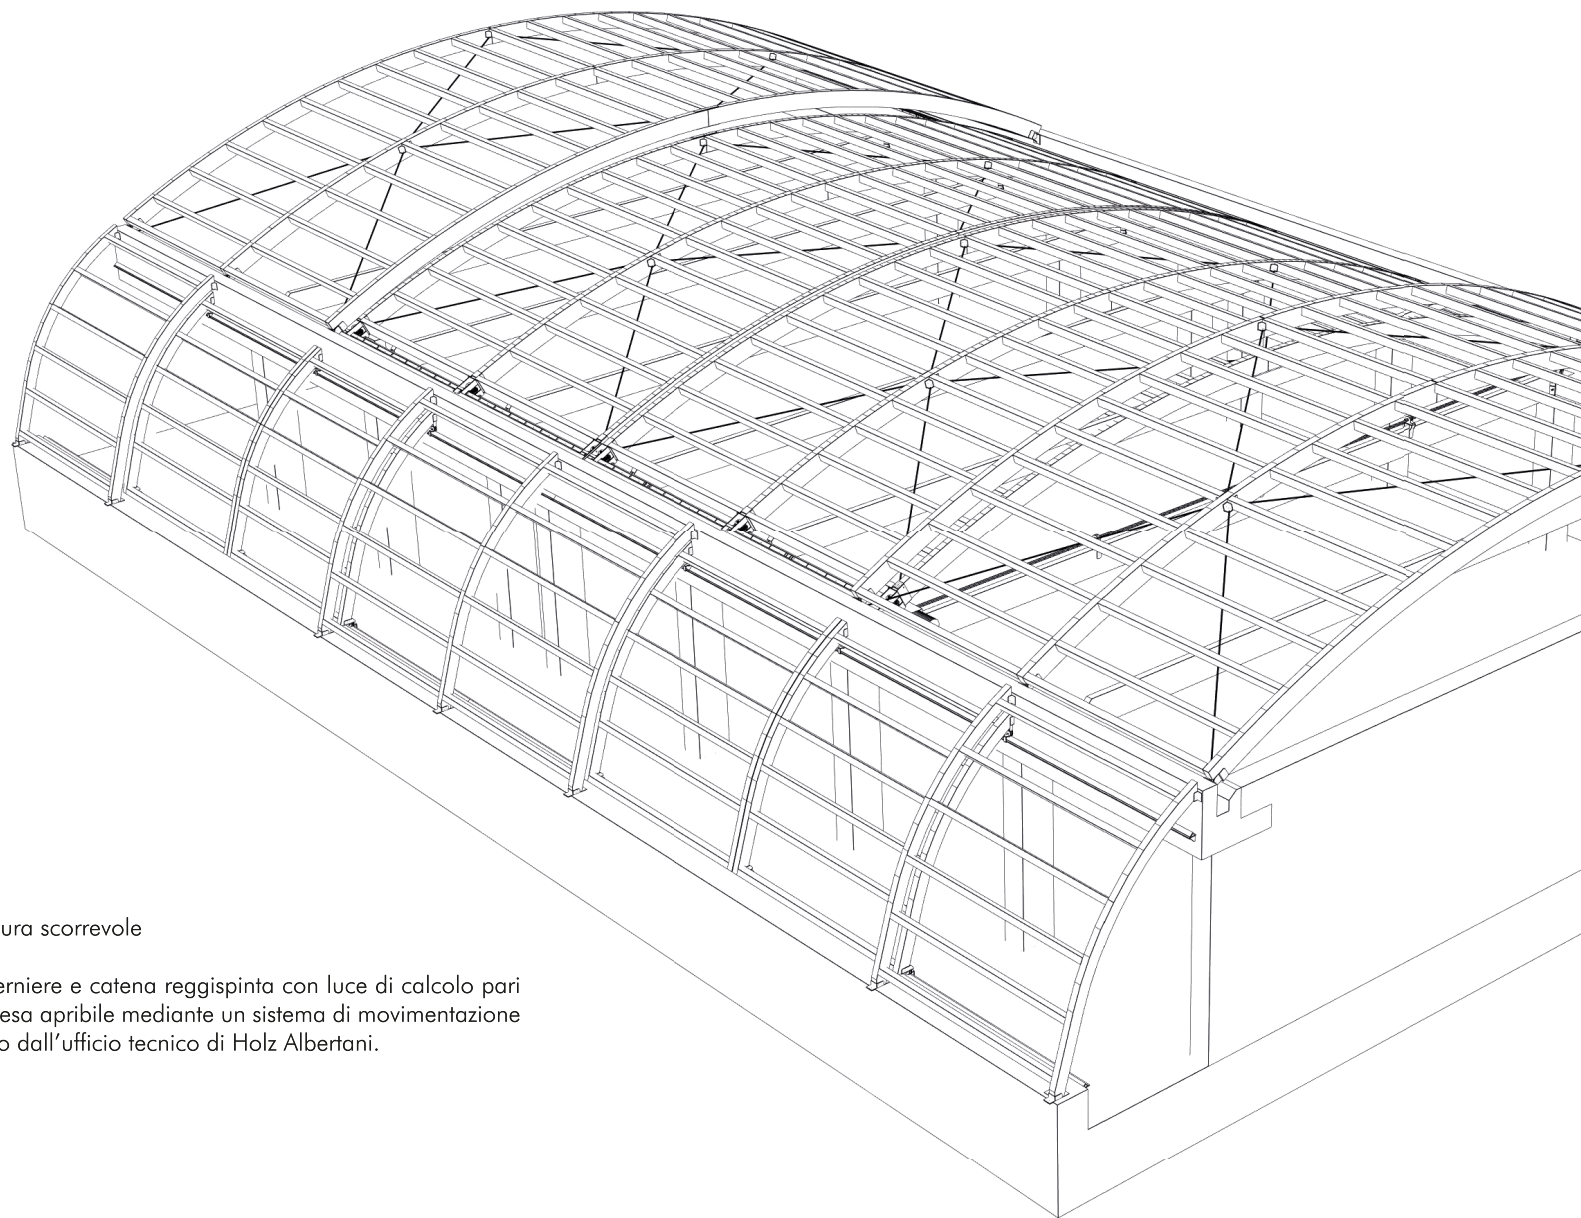 ura scorrevole
erniere e catena reggispinta con luce di calcolo pari
esa apribile mediante un sistema di movimentazione
o dall'ufficio tecnico di Holz Albertani.